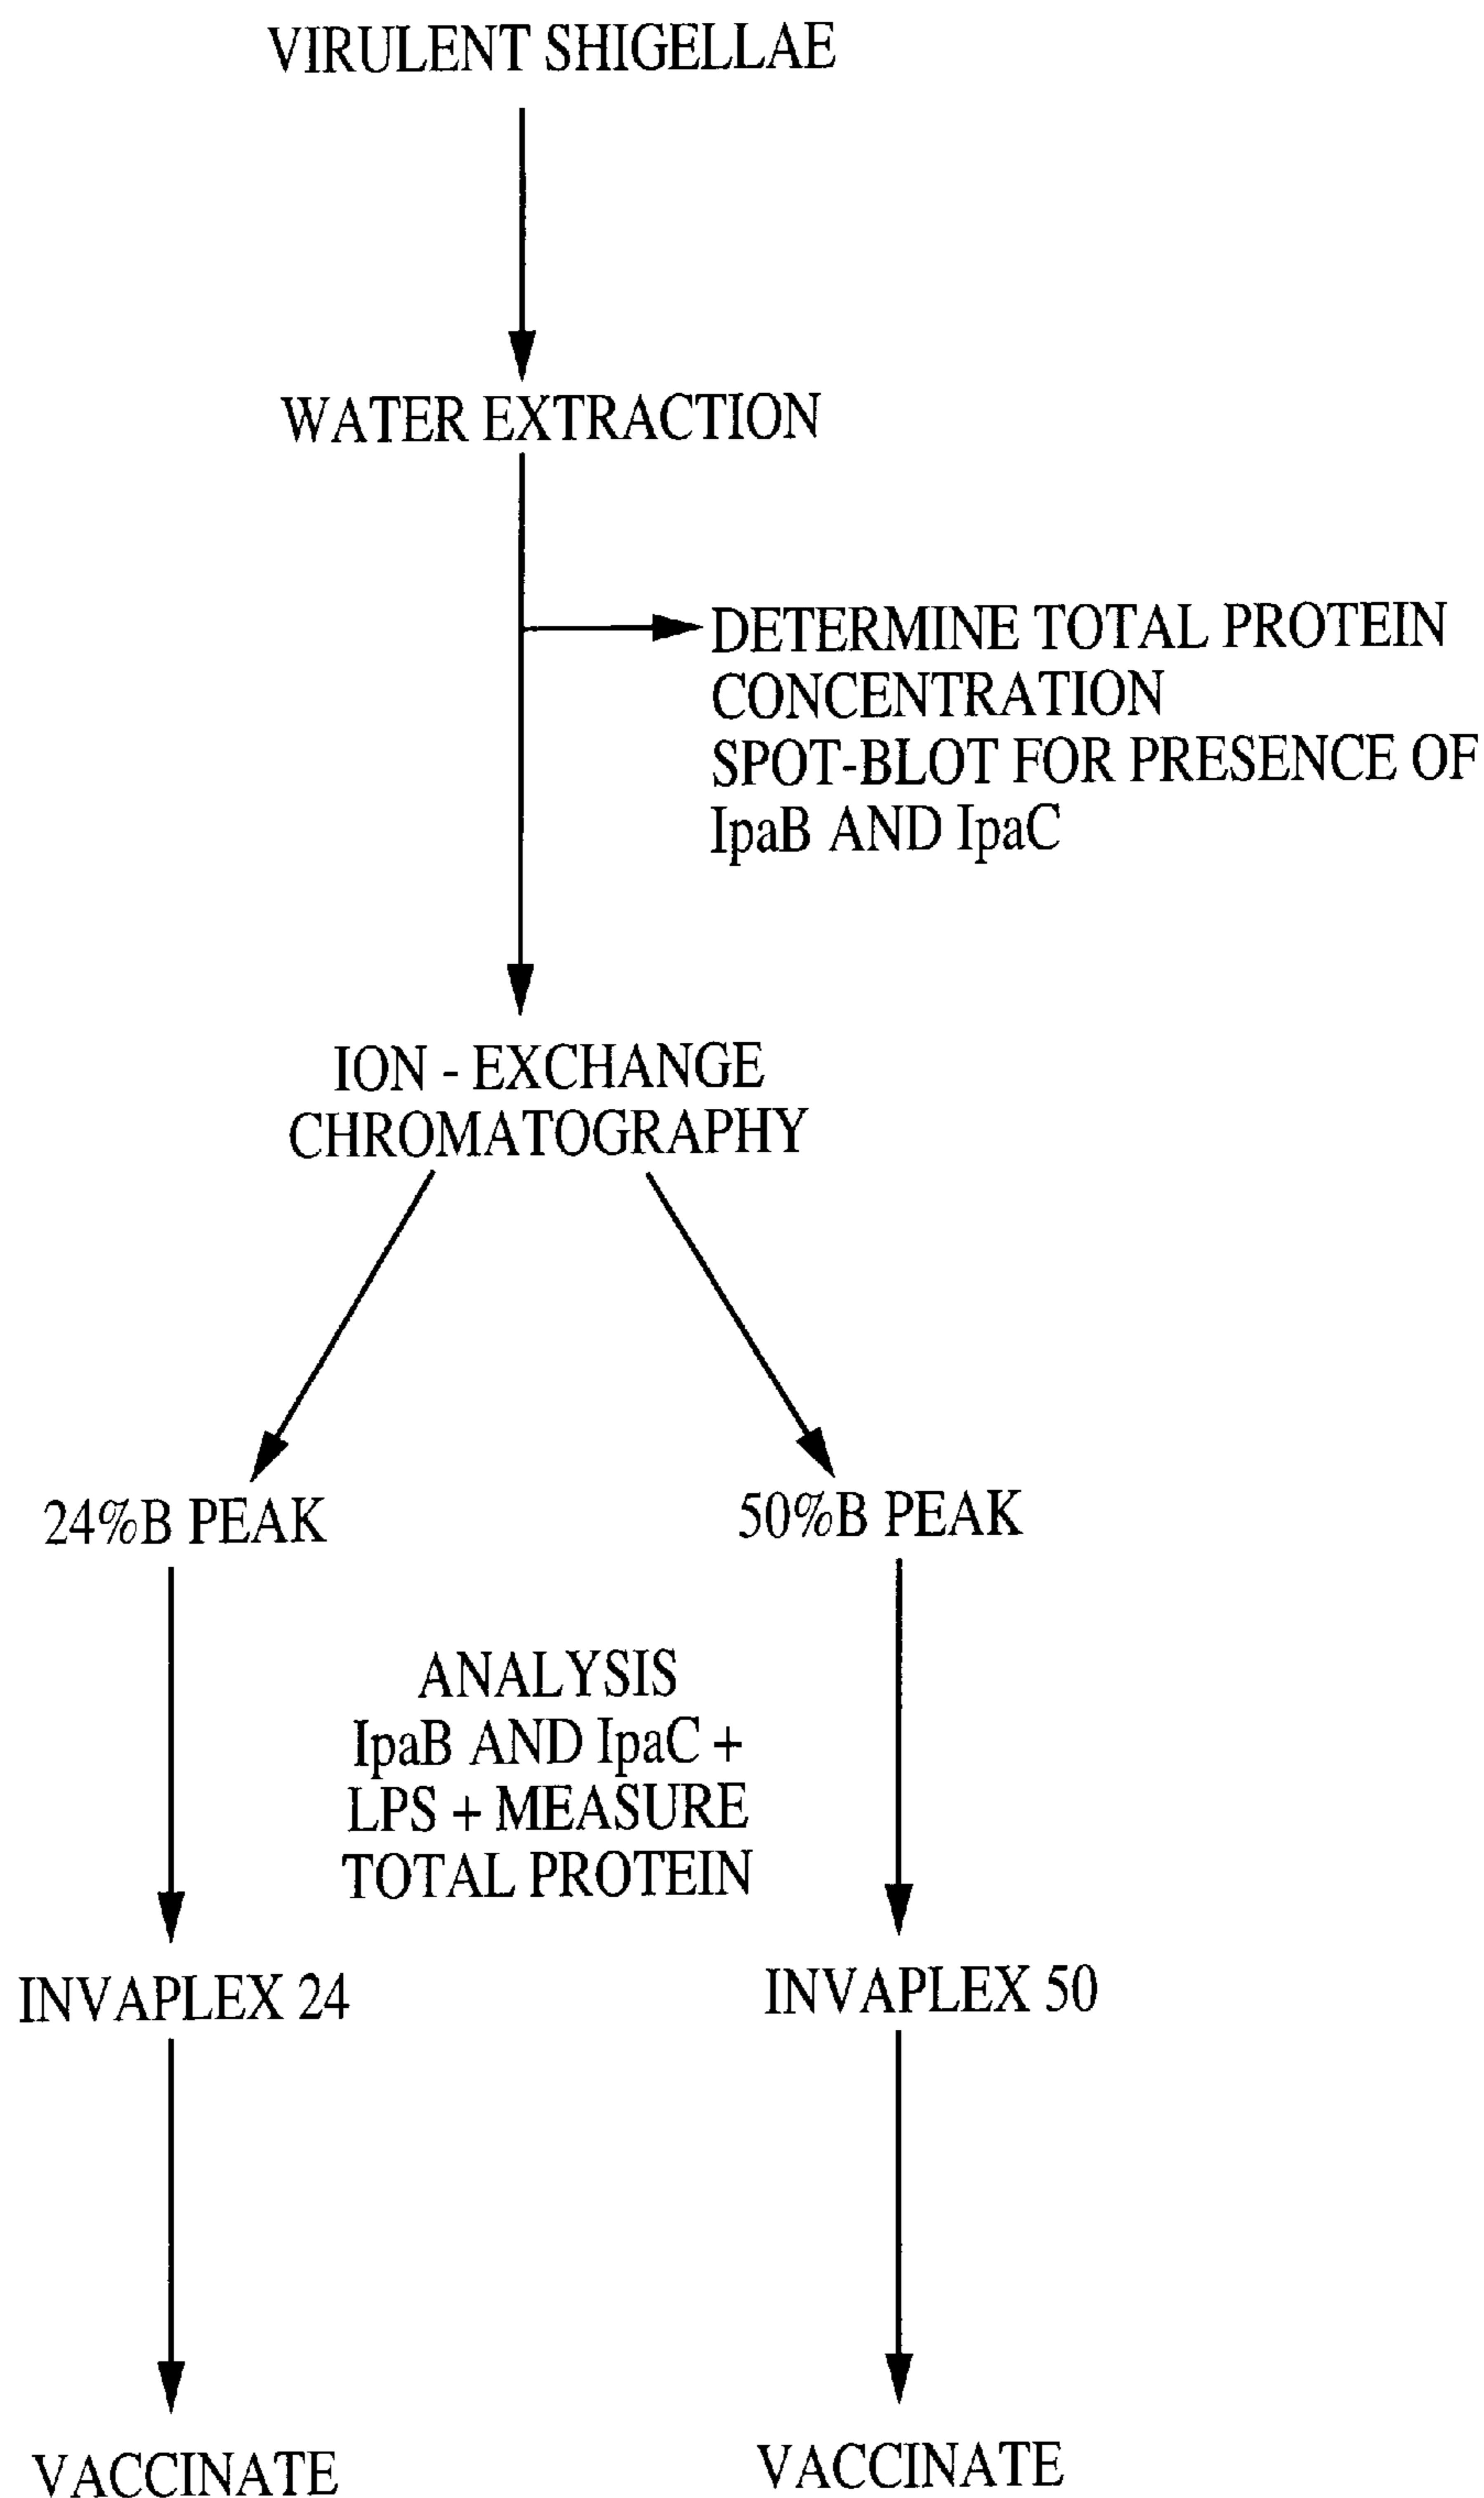 VIRULENT SHIGELLAE
WATER EXTRACTION
DETERMINE TOTAL PROTEIN
CONCENTRATION
SPOT-BLOT FOR PRESENCE OF
IpaB AND IpaC
ION - EXCHANGE
CHROMATOGRAPHY
24%B PEAK
50%B PEAK
ANALYSIS
IpaB AND IpaC +
LPS + MEASURE
TOTAL PROTEIN
INVAPLEX 24
INVAPLEX 50
VACCINATE
VACCINATE